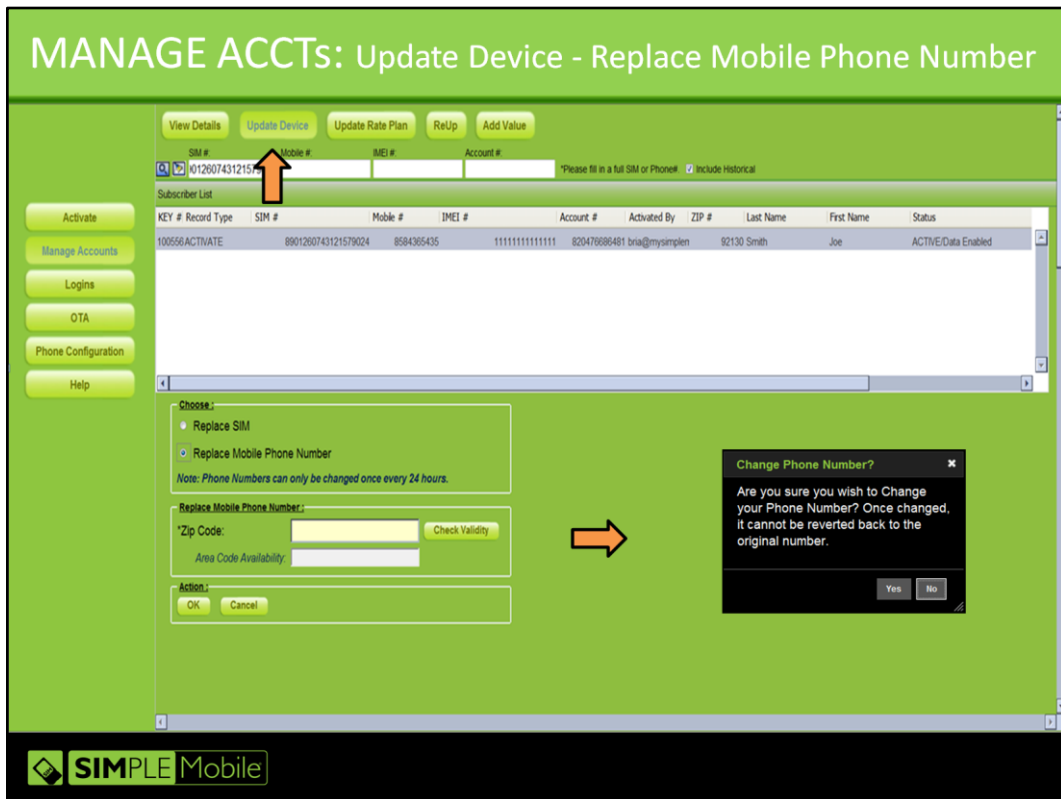 MANAGE ACCTs: Update Device - Replace Mobile Phone Number
View Details Update Device Update Rate Plan ReUp Add Value
SIM #: Mobile #: IMEI #: Account #:
*Please fill in a full SIM or Phone#. Include Historical
Subscriber List
KEY # Record Type SIM # Mobile # IMEI # Account # Activated By ZIP # Last Name First Name Status
100556 ACTIVATE 8901260743121579024 8584365435 11111111111111 820476686481 bria@mysimplen 92130 Smith Joe ACTIVE/Data Enabled
Activate
Manage Accounts
Logins
OTA
Phone Configuration
Help
Choose :
Replace SIM
Replace Mobile Phone Number
Note: Phone Numbers can only be changed once every 24 hours.
Replace Mobile Phone Number :
*Zip Code: Check Validity
Area Code Availability:
Action :
OK Cancel
Change Phone Number?
Are you sure you wish to Change
your Phone Number? Once changed,
it cannot be reverted back to the
original number.
Yes No
SIMPLE Mobile